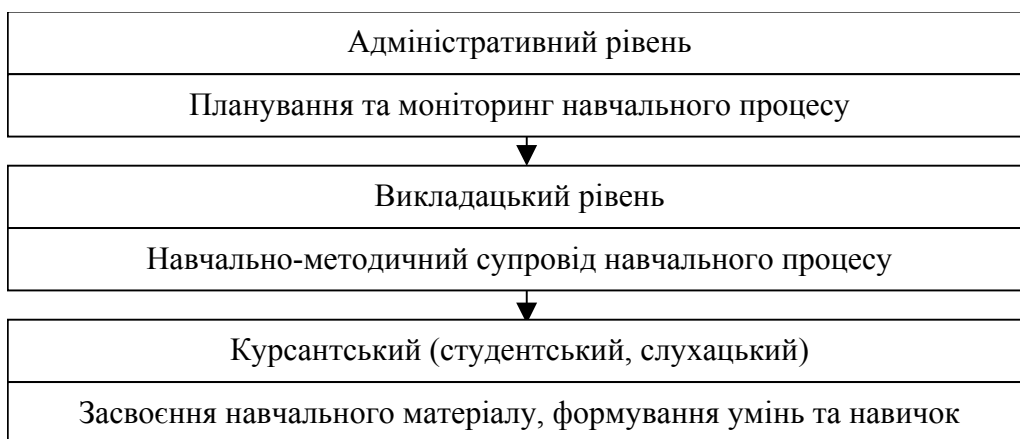 Адміністративний рівень
Планування та моніторинг навчального процесу
Викладацький рівень
Навчально-методичний супровід навчального процесу
Курсантський (студентський, слухацький)
Засвоєння навчального матеріалу, формування умінь та навичок